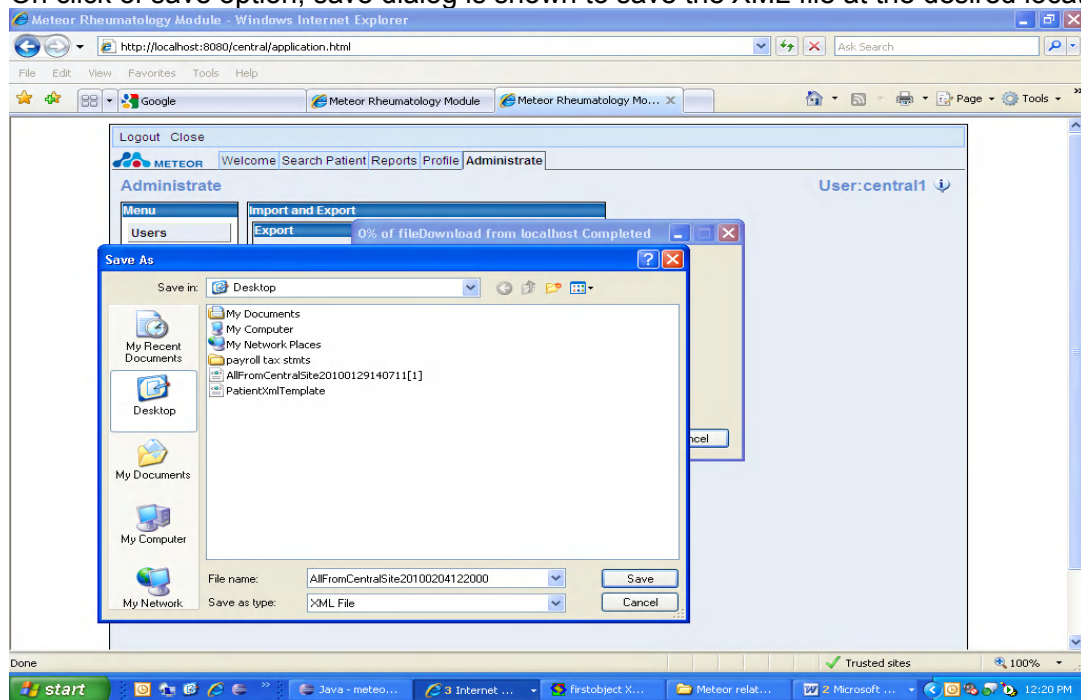 On click of save option, save dialog is shown to save the XML file at the desired locat
Meteor Rheumatology Module - Windows Internet Explorer
http://localhost:8080/central/application.html
Ask Search
File Edit View Favorites Tools Help
Google
Meteor Rheumatology Module
Meteor Rheumatology Mo...
Page
Tools
Logout Close
METEOR Welcome Search Patient Reports Profile Administrate
Administrate
User:central1
Menu
Import and Export
Users
Export
0% of fileDownload from localhost Completed
Save As
Save in:
Desktop
My Recent
Documents
Desktop
My Documents
My Computer
My Network
My Documents
My Computer
My Network Places
payroll tax stmts
AllFromCentralSite20100129140711[1]
PatientXmlTemplate
ncel
File name:
AllFromCentralSite20100204122000
Save
Save as type:
XML File
Cancel
Done
Trusted sites
100%
start
Java - meteo...
3 Internet ...
firstobject X...
Meteor relat...
2 Microsoft ...
12:20 PM